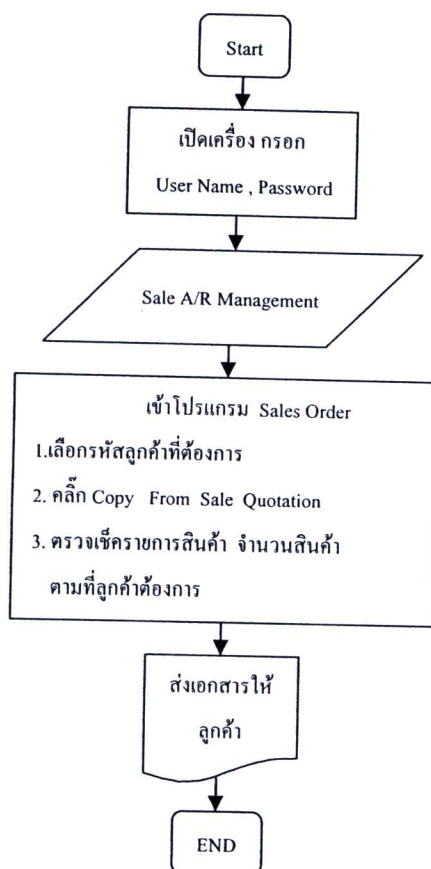 Start
เปิดเครื่อง กรอก
User Name , Password
Sale A/R Management
เข้าโปรแกรม Sales Order
1.เลือกรหัสลูกค้าที่ต้องการ
2. คลิ๊ก Copy From Sale Quotation
3. ตรวจเช็ครายการสินค้า จำนวนสินค้า
ตามที่ลูกค้าต้องการ
ส่งเอกสารให้
ลูกค้า
END